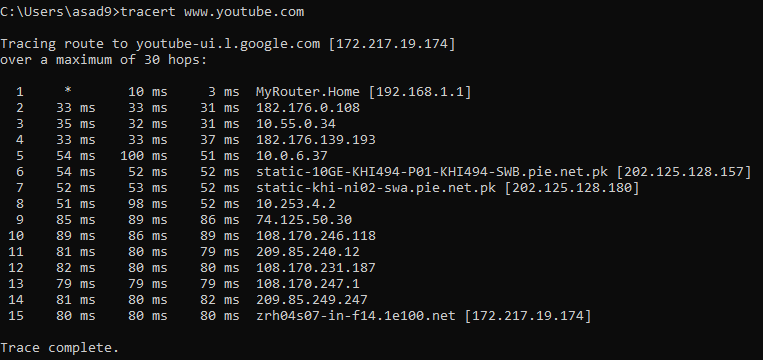 C:\Users\asad9>tracert www.youtube.com
Tracing route to youtube-ui.l.google.com [172.217.19.174]
over a maximum of 30 hops:
1 * 10 ms 3 ms MyRouter.Home [192.168.1.1]
2 33 ms 33 ms 31 ms 182.176.0.108
3 35 ms 32 ms 31 ms 10.55.0.34
4 33 ms 33 ms 37 ms 182.176.139.193
5 54 ms 100 ms 51 ms 10.0.6.37
6 54 ms 52 ms 52 ms static-10GE-KHI494-P01-KHI494-SWB.pie.net.pk [202.125.128.157]
7 52 ms 53 ms 52 ms static-khi-ni02-swa.pie.net.pk [202.125.128.180]
8 51 ms 98 ms 52 ms 10.253.4.2
9 85 ms 89 ms 86 ms 74.125.50.30
10 89 ms 86 ms 89 ms 108.170.246.118
11 81 ms 80 ms 79 ms 209.85.240.12
12 82 ms 80 ms 80 ms 108.170.231.187
13 79 ms 79 ms 79 ms 108.170.247.1
14 81 ms 80 ms 82 ms 209.85.249.247
15 80 ms 80 ms 80 ms zrh04s07-in-f14.1e100.net [172.217.19.174]
Trace complete.